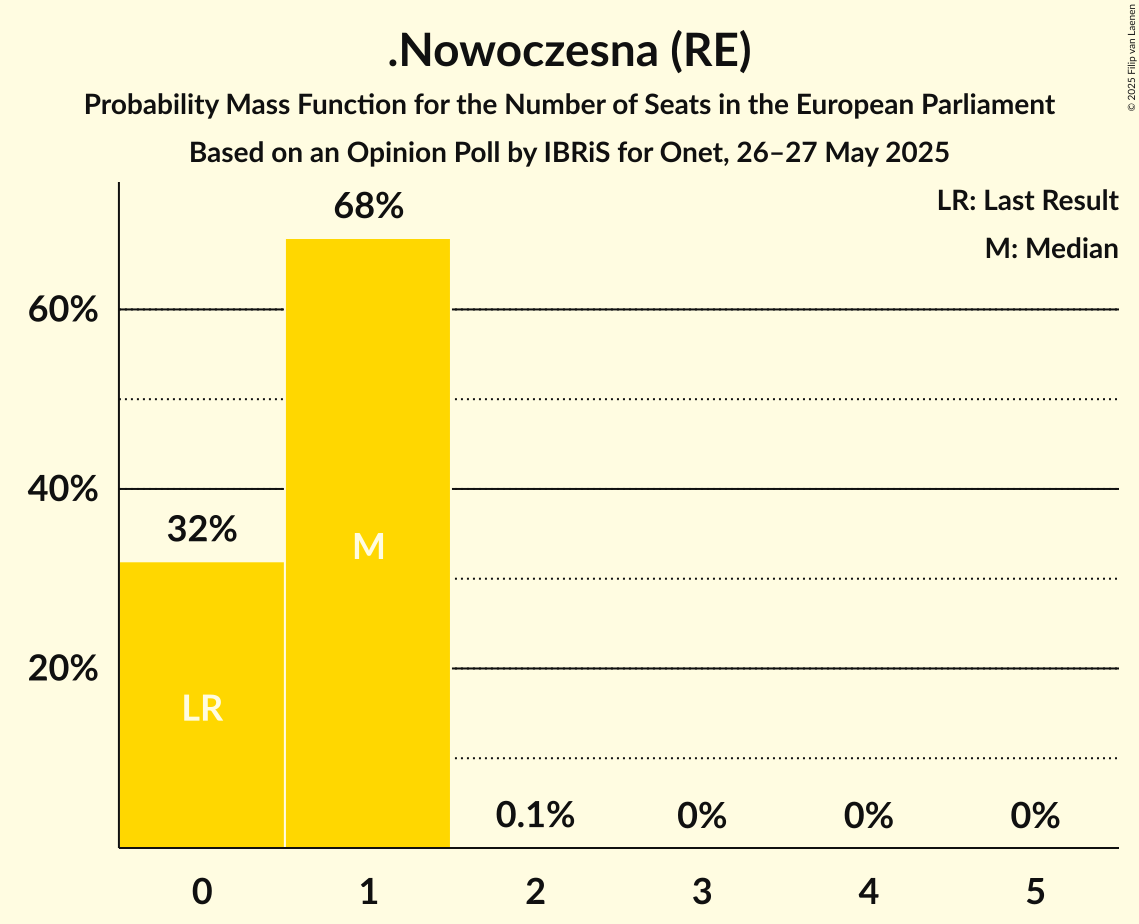 .Nowoczesna (RE)
Probability Mass Function for the Number of Seats in the European Parliament
Based on an Opinion Poll by IBRiS for Onet, 26–27 May 2025
© 2025 Filip van Laenen
LR: Last Result
M: Median
68%
60%
40%
32%
M
20%
LR
0.1%
0%
0%
0%
0
1
2
3
4
5